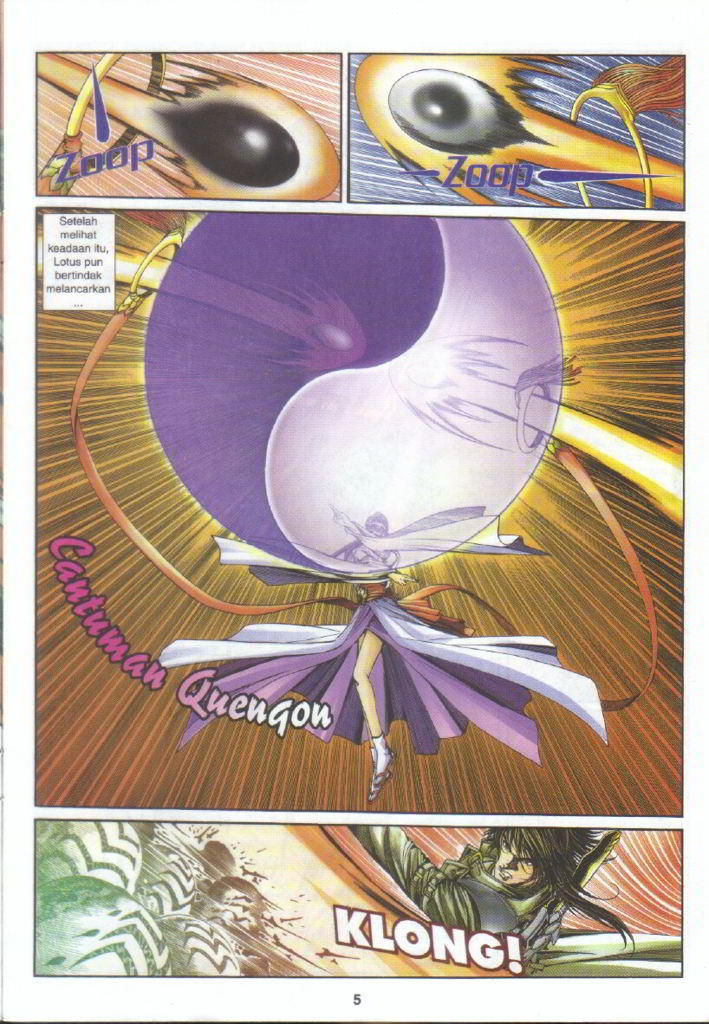 Zoop
Zoop
Setelah
melihat
keadaan itu,
Lotus pun
bertindak
melancarkan
...
Cantuman Quengon
KLONG!
5